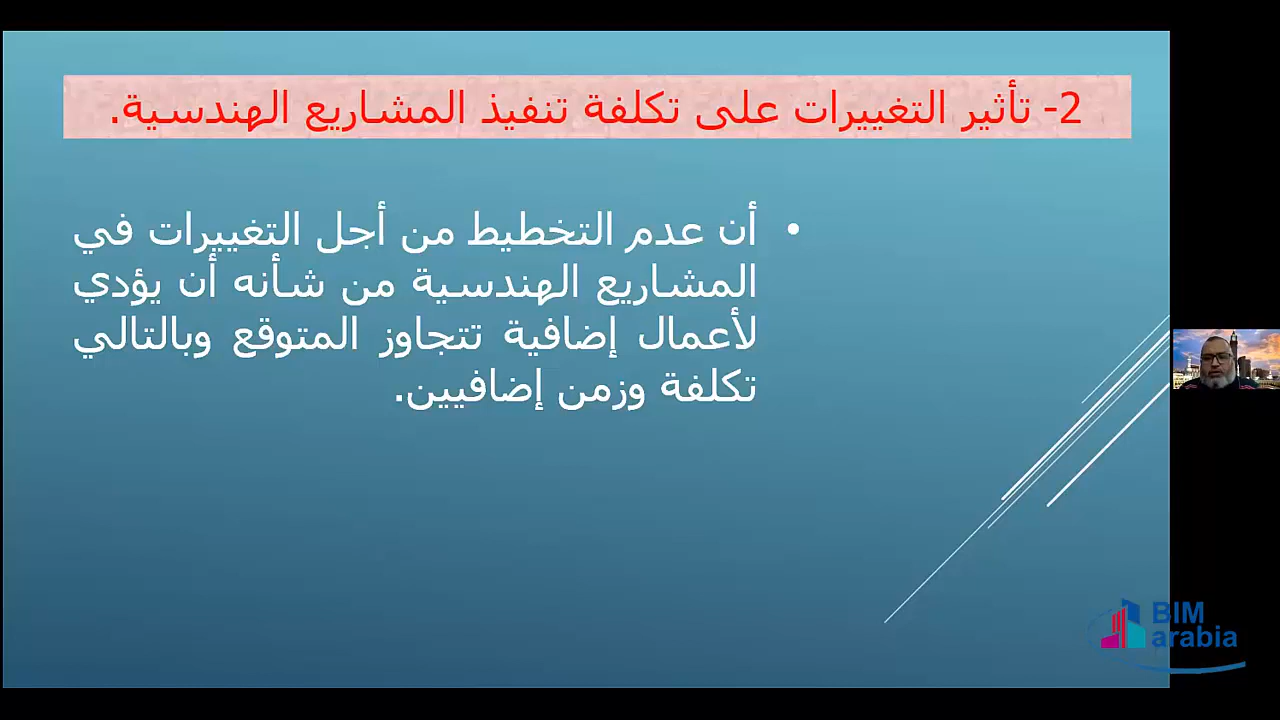 2- تأثير التغييرات على تكلفة تنفيذ المشاريع الهندسية.
• أن عدم التخطيط من أجل التغييرات في
المشاريع الهندسية من شأنه أن يؤدي
لأعمال إضافية تتجاوز المتوقع وبالتالي
تكلفة وزمن إضافيين.
BIM
arabia